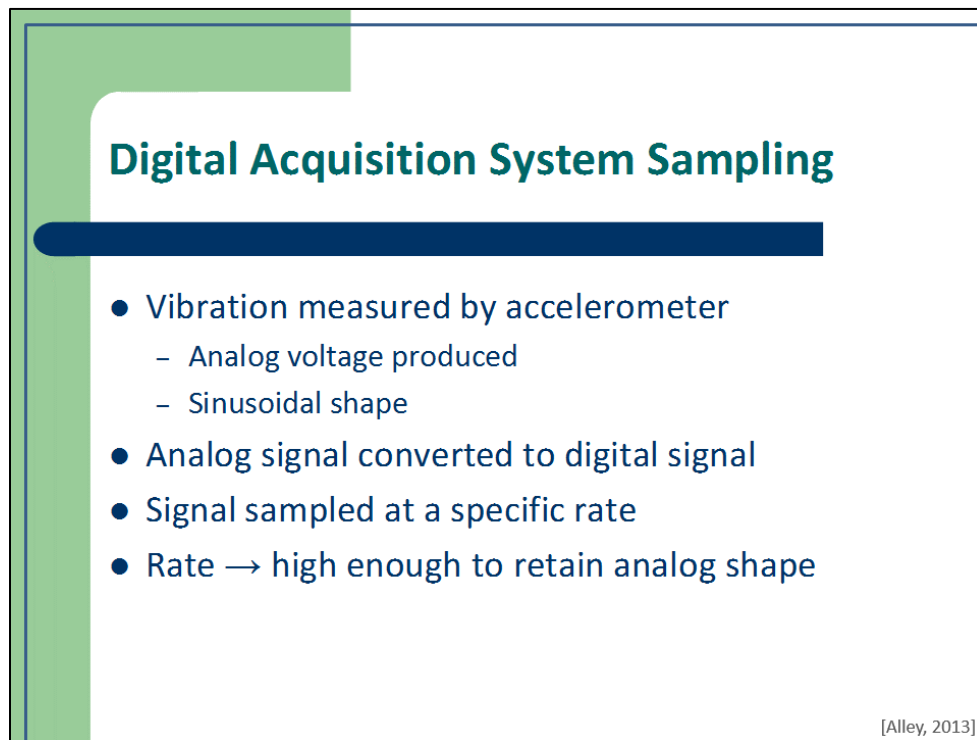 Digital Acquisition System Sampling
● Vibration measured by accelerometer
– Analog voltage produced
– Sinusoidal shape
● Analog signal converted to digital signal
● Signal sampled at a specific rate
● Rate → high enough to retain analog shape
[Alley, 2013]